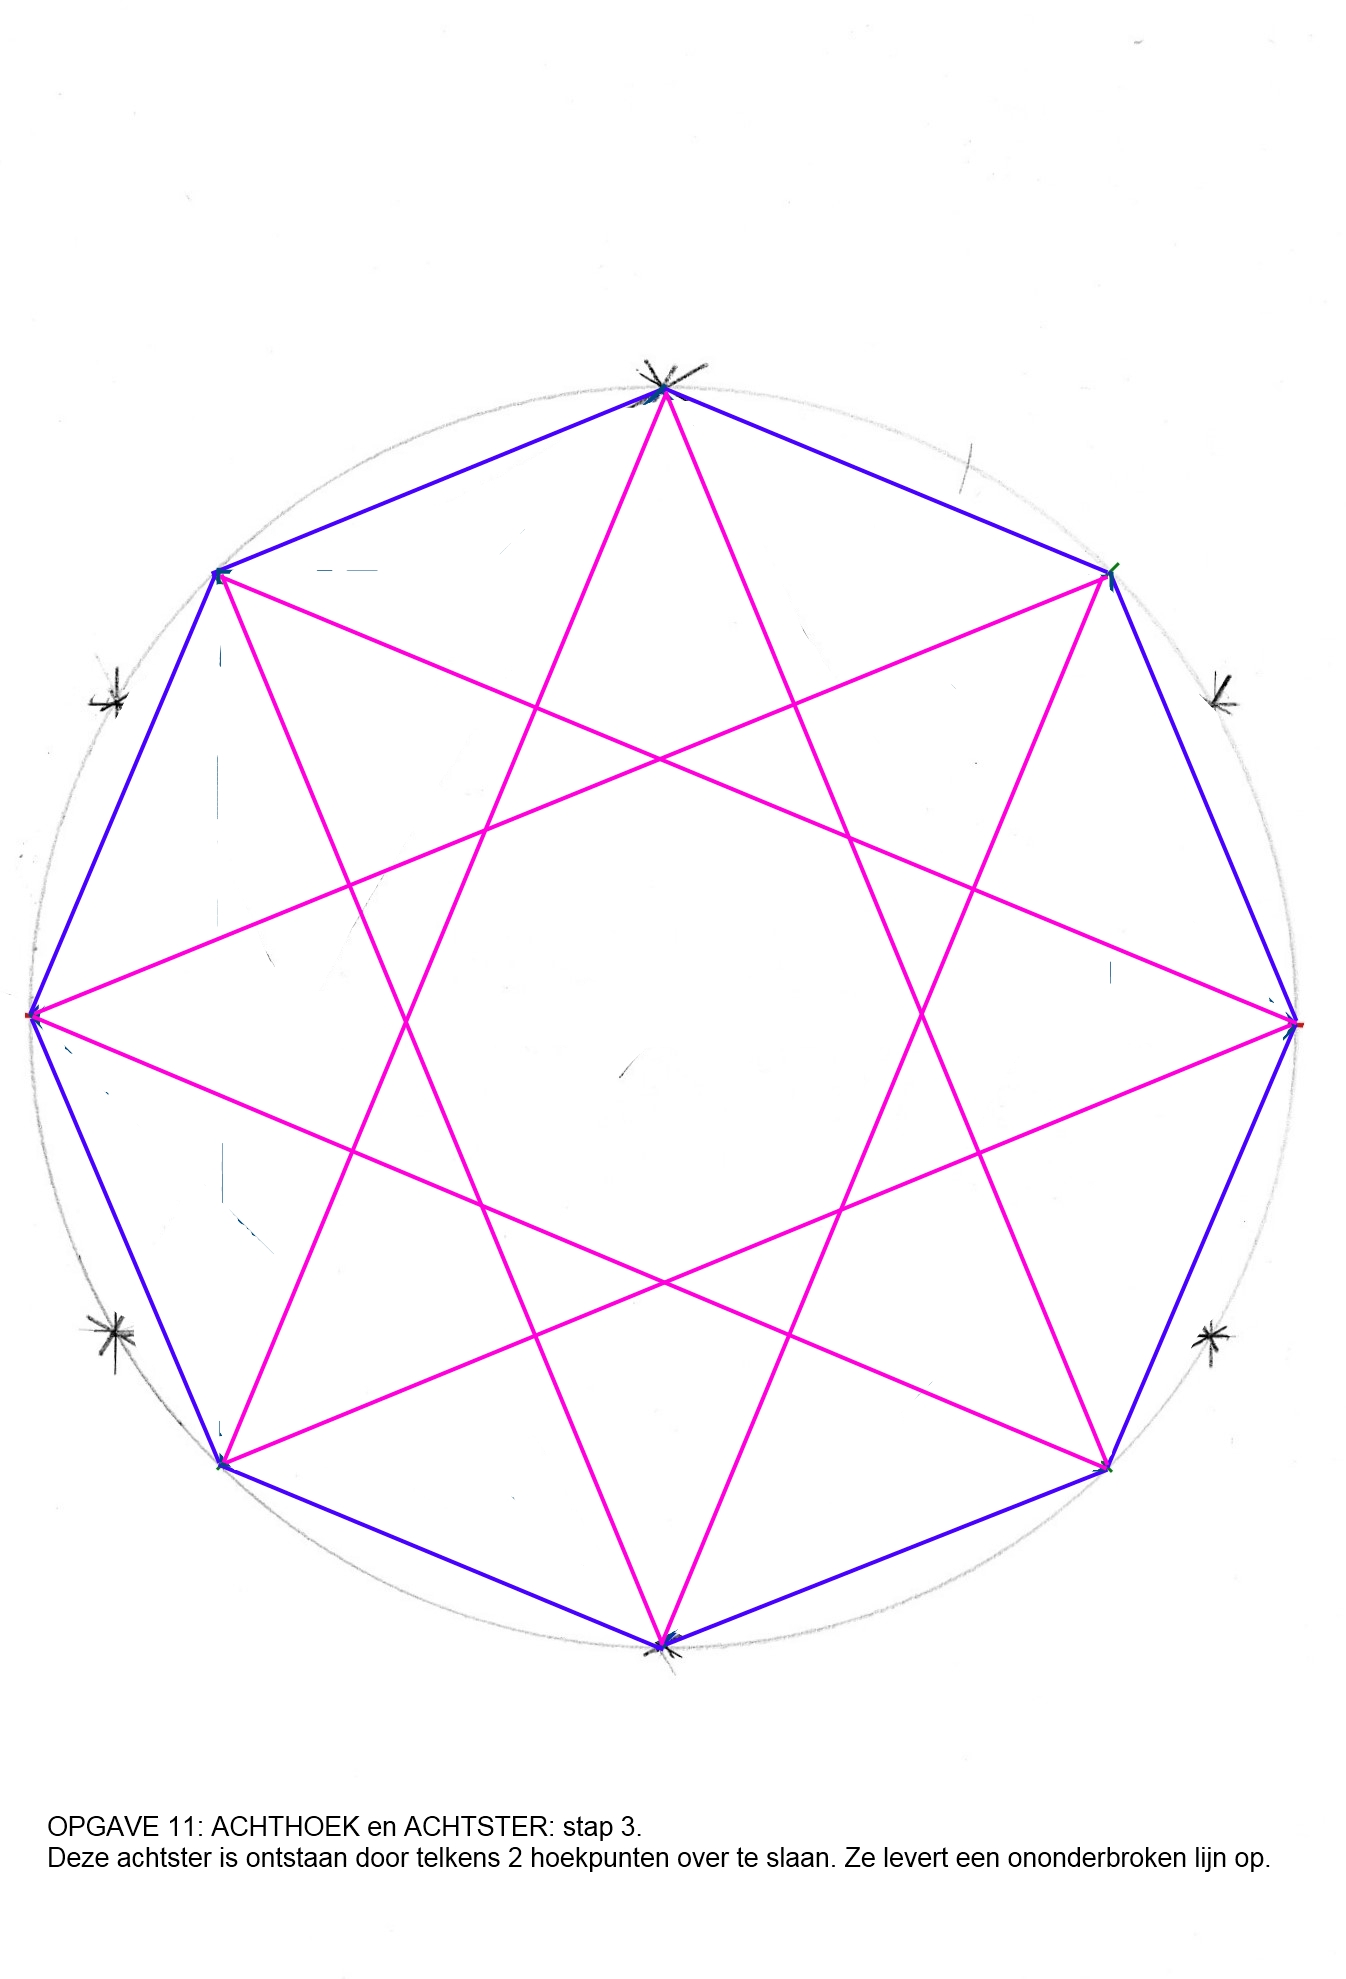 OPGAVE 11: ACHTHOEK en ACHTSTER: stap 3.
Deze achtster is ontstaan door telkens 2 hoekpunten over te slaan. Ze levert een ononderbroken lijn op.